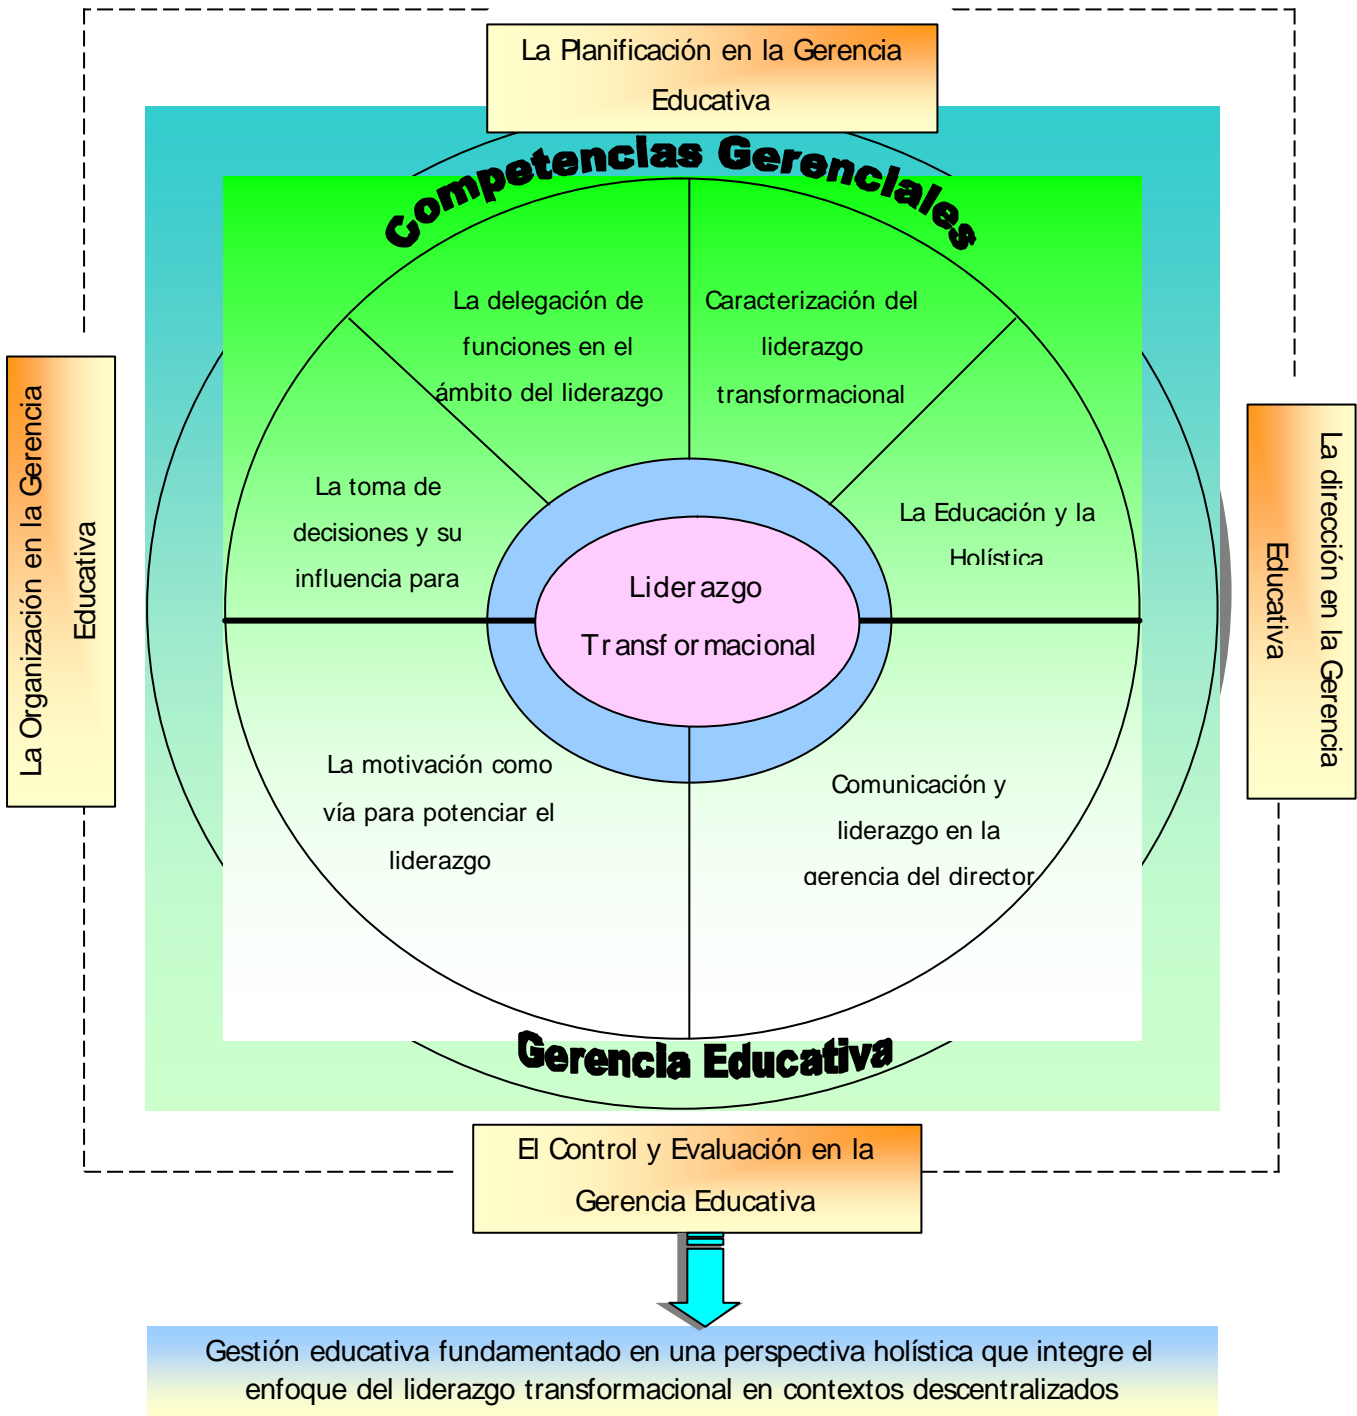 La Planificación en la Gerencia
Educativa
Competencias Gerenciales
La delegación de
funciones en el
ámbito del liderazgo
Caracterización del
liderazgo
transformacional
La toma de
decisiones y su
influencia para
La Educación y la
Holística
Liderazgo
Transformacional
La Organización en la Gerencia
Educativa
La dirección en la Gerencia
Educativa
La motivación como
vía para potenciar el
liderazgo
Comunicación y
liderazgo en la
gerencia del director
Gerencia Educativa
El Control y Evaluación en la
Gerencia Educativa
Gestión educativa fundamentado en una perspectiva holística que integre el
enfoque del liderazgo transformacional en contextos descentralizados